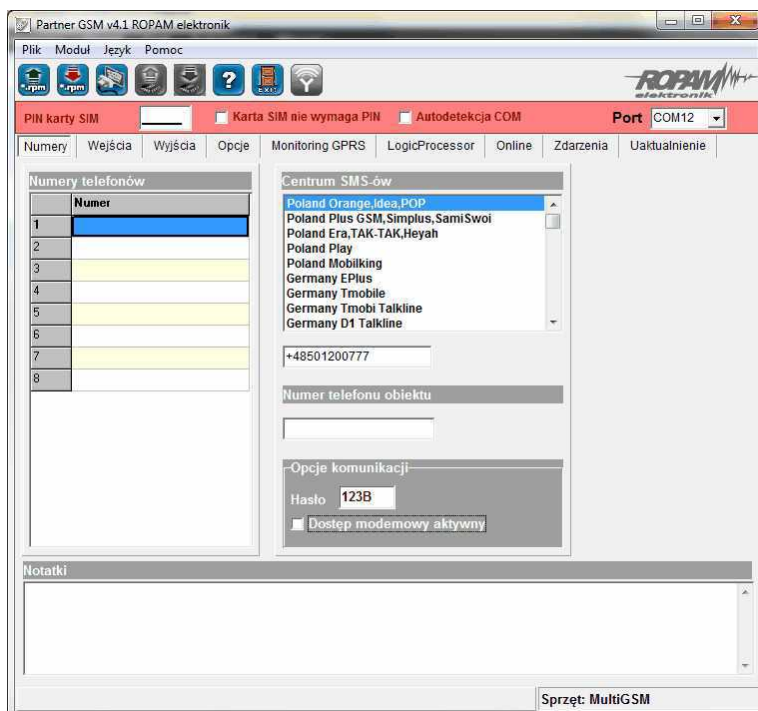 Partner GSM v4.1 ROPAM elektronik
Plik Moduł Język Pomoc
.rpm .rpm ? EXIT ROPAM elektronik
PIN karty SIM Karta SIM nie wymaga PIN Autodetekcja COM Port COM12
Numery Wejścia Wyjścia Opcje Monitoring GPRS LogicProcessor Online Zdarzenia Uaktualnienie
Numery telefonów
Numer
1
2
3
4
5
6
7
8
Centrum SMS-ów
Poland Orange,Idea,POP
Poland Plus GSM,Simplus,SamiSwoi
Poland Era,TAK-TAK,Heyah
Poland Play
Poland Mobilking
Germany EPlus
Germany Tmobile
Germany Tmobi Talkline
Germany D1 Talkline
+48501200777
Numer telefonu obiektu
Opcje komunikacji
Hasło 123B
Dostęp modemowy aktywny
Notatki
Sprzęt: MultiGSM